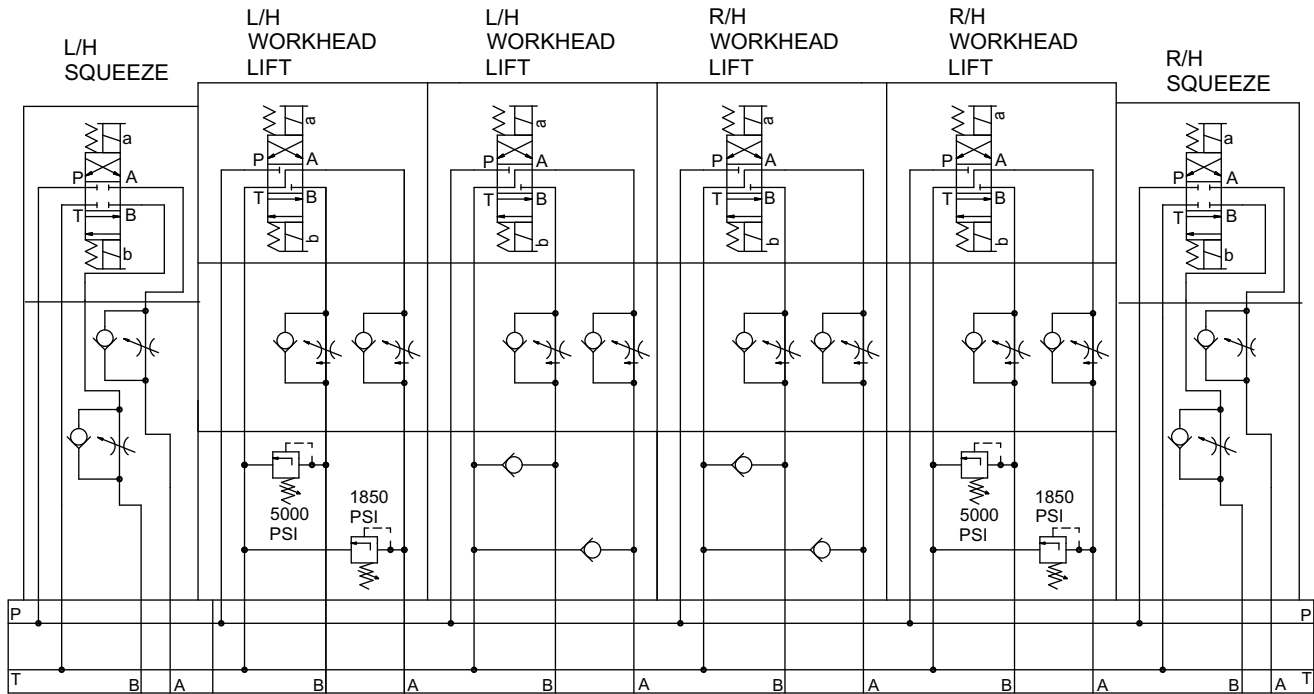 L/H
SQUEEZE
L/H
WORKHEAD
LIFT
L/H
WORKHEAD
LIFT
R/H
WORKHEAD
LIFT
R/H
WORKHEAD
LIFT
R/H
SQUEEZE
a
P A
T B
b
a
P A
T B
b
a
P A
T B
b
a
P A
T B
b
a
P A
T B
b
a
P A
T B
b
5000
PSI
1850
PSI
5000
PSI
1850
PSI
P P
T B A B A B A B A B A B A T